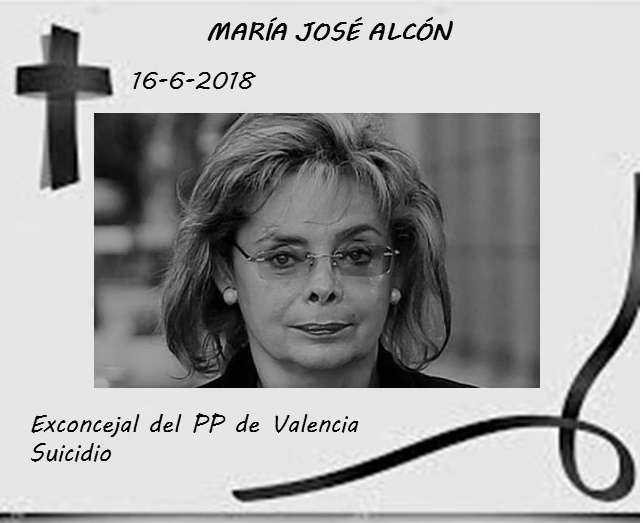 MARÍA JOSÉ ALCÓN
16-6-2018
Exconcejal del PP de Valencia
Suicidio